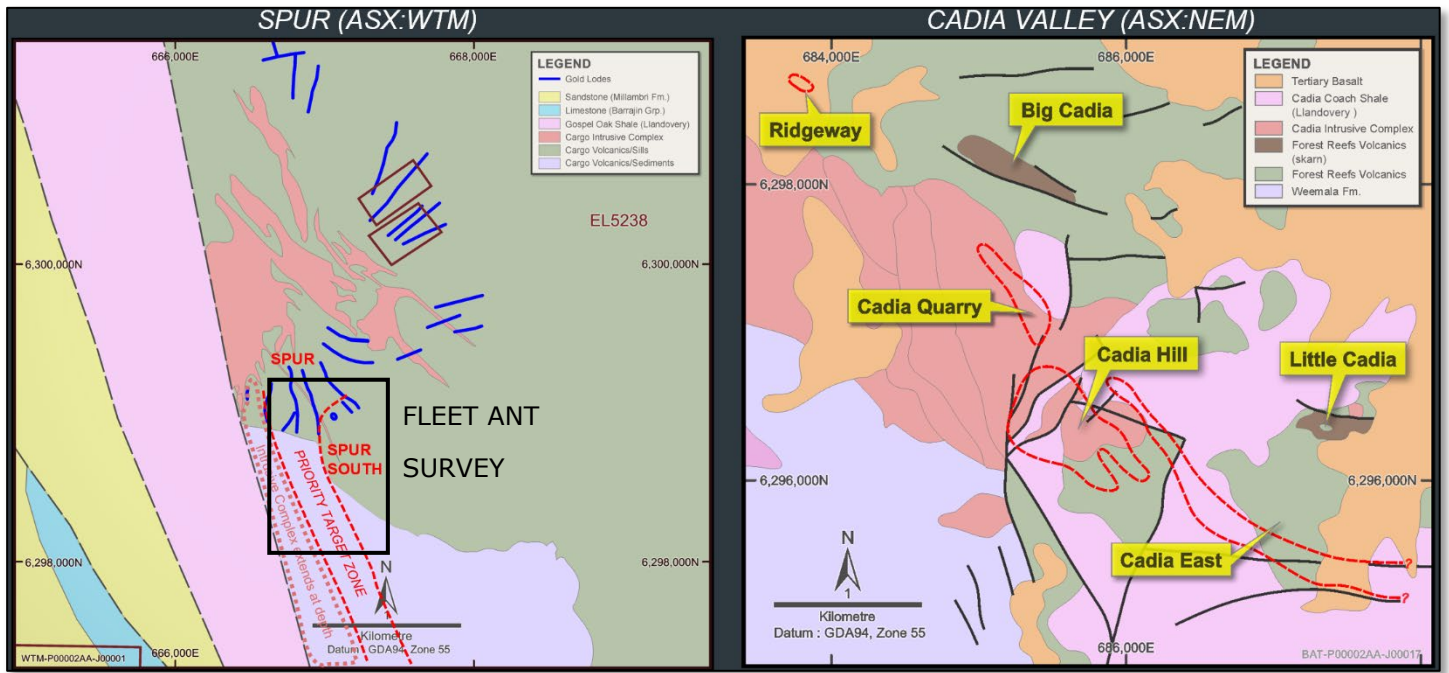 SPUR (ASX:WTM)
666,000E
668,000E
LEGEND
Gold Lodes
Sandstone (Millambri Fm.)
Limestone (Barrajin Grp.)
Gospel Oak Shale (Llandovery)
Cargo Intrusive Complex
Cargo Volcanics/Sills
Cargo Volcanics/Sediments
EL5238
6,300,000N
6,300,000N
SPUR
FLEET ANT
SURVEY
SPUR
SOUTH
PRIORITY TARGET ZONE
Intrusive Complex extends at depth
6,298,000N
6,298,000N
N
1
Kilometre
Datum : GDA94, Zone 55
WTM-P00002AA-J00001
666,000E
CADIA VALLEY (ASX:NEM)
684,000E
686,000E
LEGEND
Tertiary Basalt
Cadia Coach Shale
(Llandovery )
Cadia Intrusive Complex
Forest Reefs Volcanics
(skarn)
Forest Reefs Volcanics
Weemala Fm.
Ridgeway
Big Cadia
6,298,000N
6,298,000N
Cadia Quarry
Cadia Hill
Little Cadia
6,296,000N
6,296,000N
Cadia East
?
?
N
1
Kilometre
Datum : GDA94, Zone 55
686,000E
BAT-P00002AA-J00017